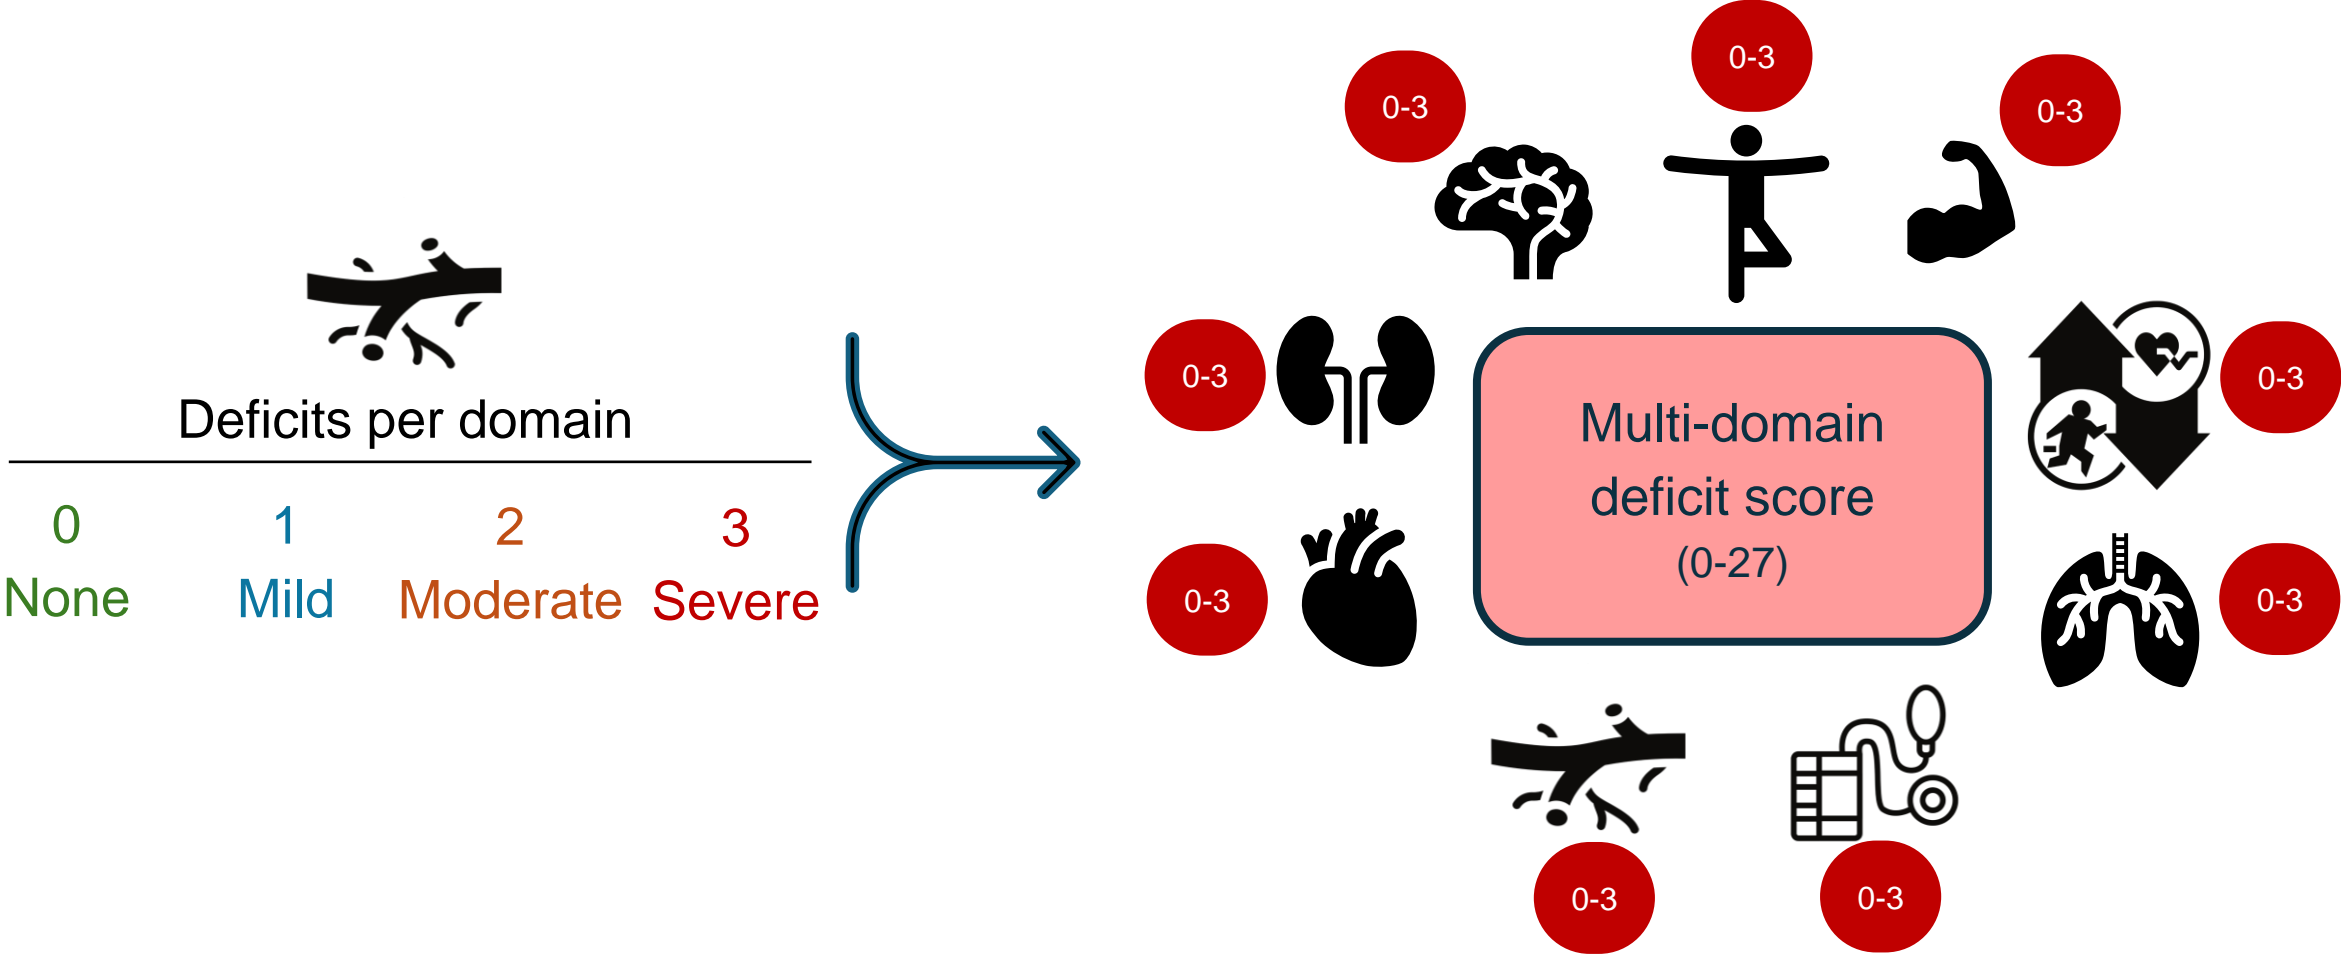 Deficits per domain
0 1 2 3
None Mild Moderate Severe
0-3
0-3
0-3
0-3
0-3
Multi-domain
deficit score
(0-27)
0-3
0-3
0-3
0-3